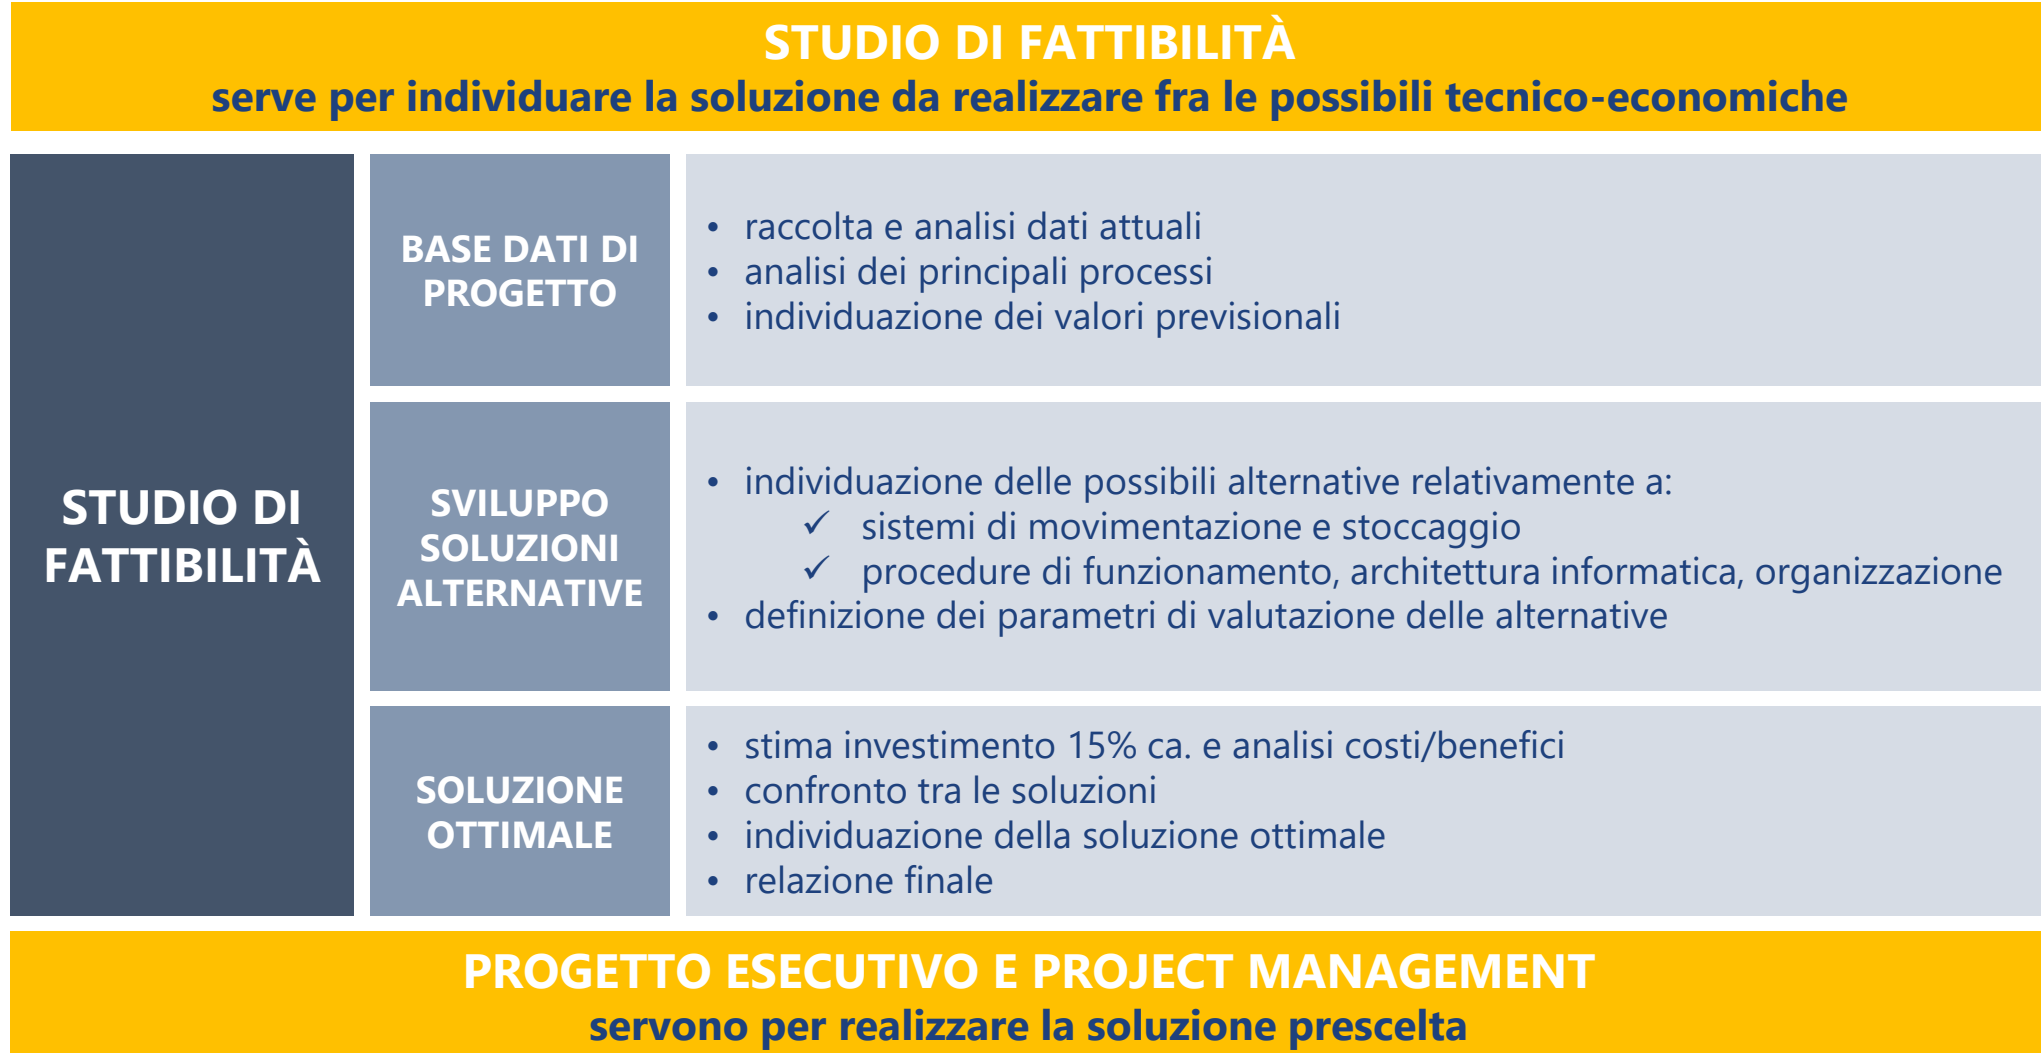 STUDIO DI FATTIBILITÀ
serve per individuare la soluzione da realizzare fra le possibili tecnico-economiche
STUDIO DI
FATTIBILITÀ
BASE DATI DI
PROGETTO
• raccolta e analisi dati attuali
• analisi dei principali processi
• individuazione dei valori previsionali
SVILUPPO
SOLUZIONI
ALTERNATIVE
• individuazione delle possibili alternative relativamente a:
✓ sistemi di movimentazione e stoccaggio
✓ procedure di funzionamento, architettura informatica, organizzazione
• definizione dei parametri di valutazione delle alternative
SOLUZIONE
OTTIMALE
• stima investimento 15% ca. e analisi costi/benefici
• confronto tra le soluzioni
• individuazione della soluzione ottimale
• relazione finale
PROGETTO ESECUTIVO E PROJECT MANAGEMENT
servono per realizzare la soluzione prescelta